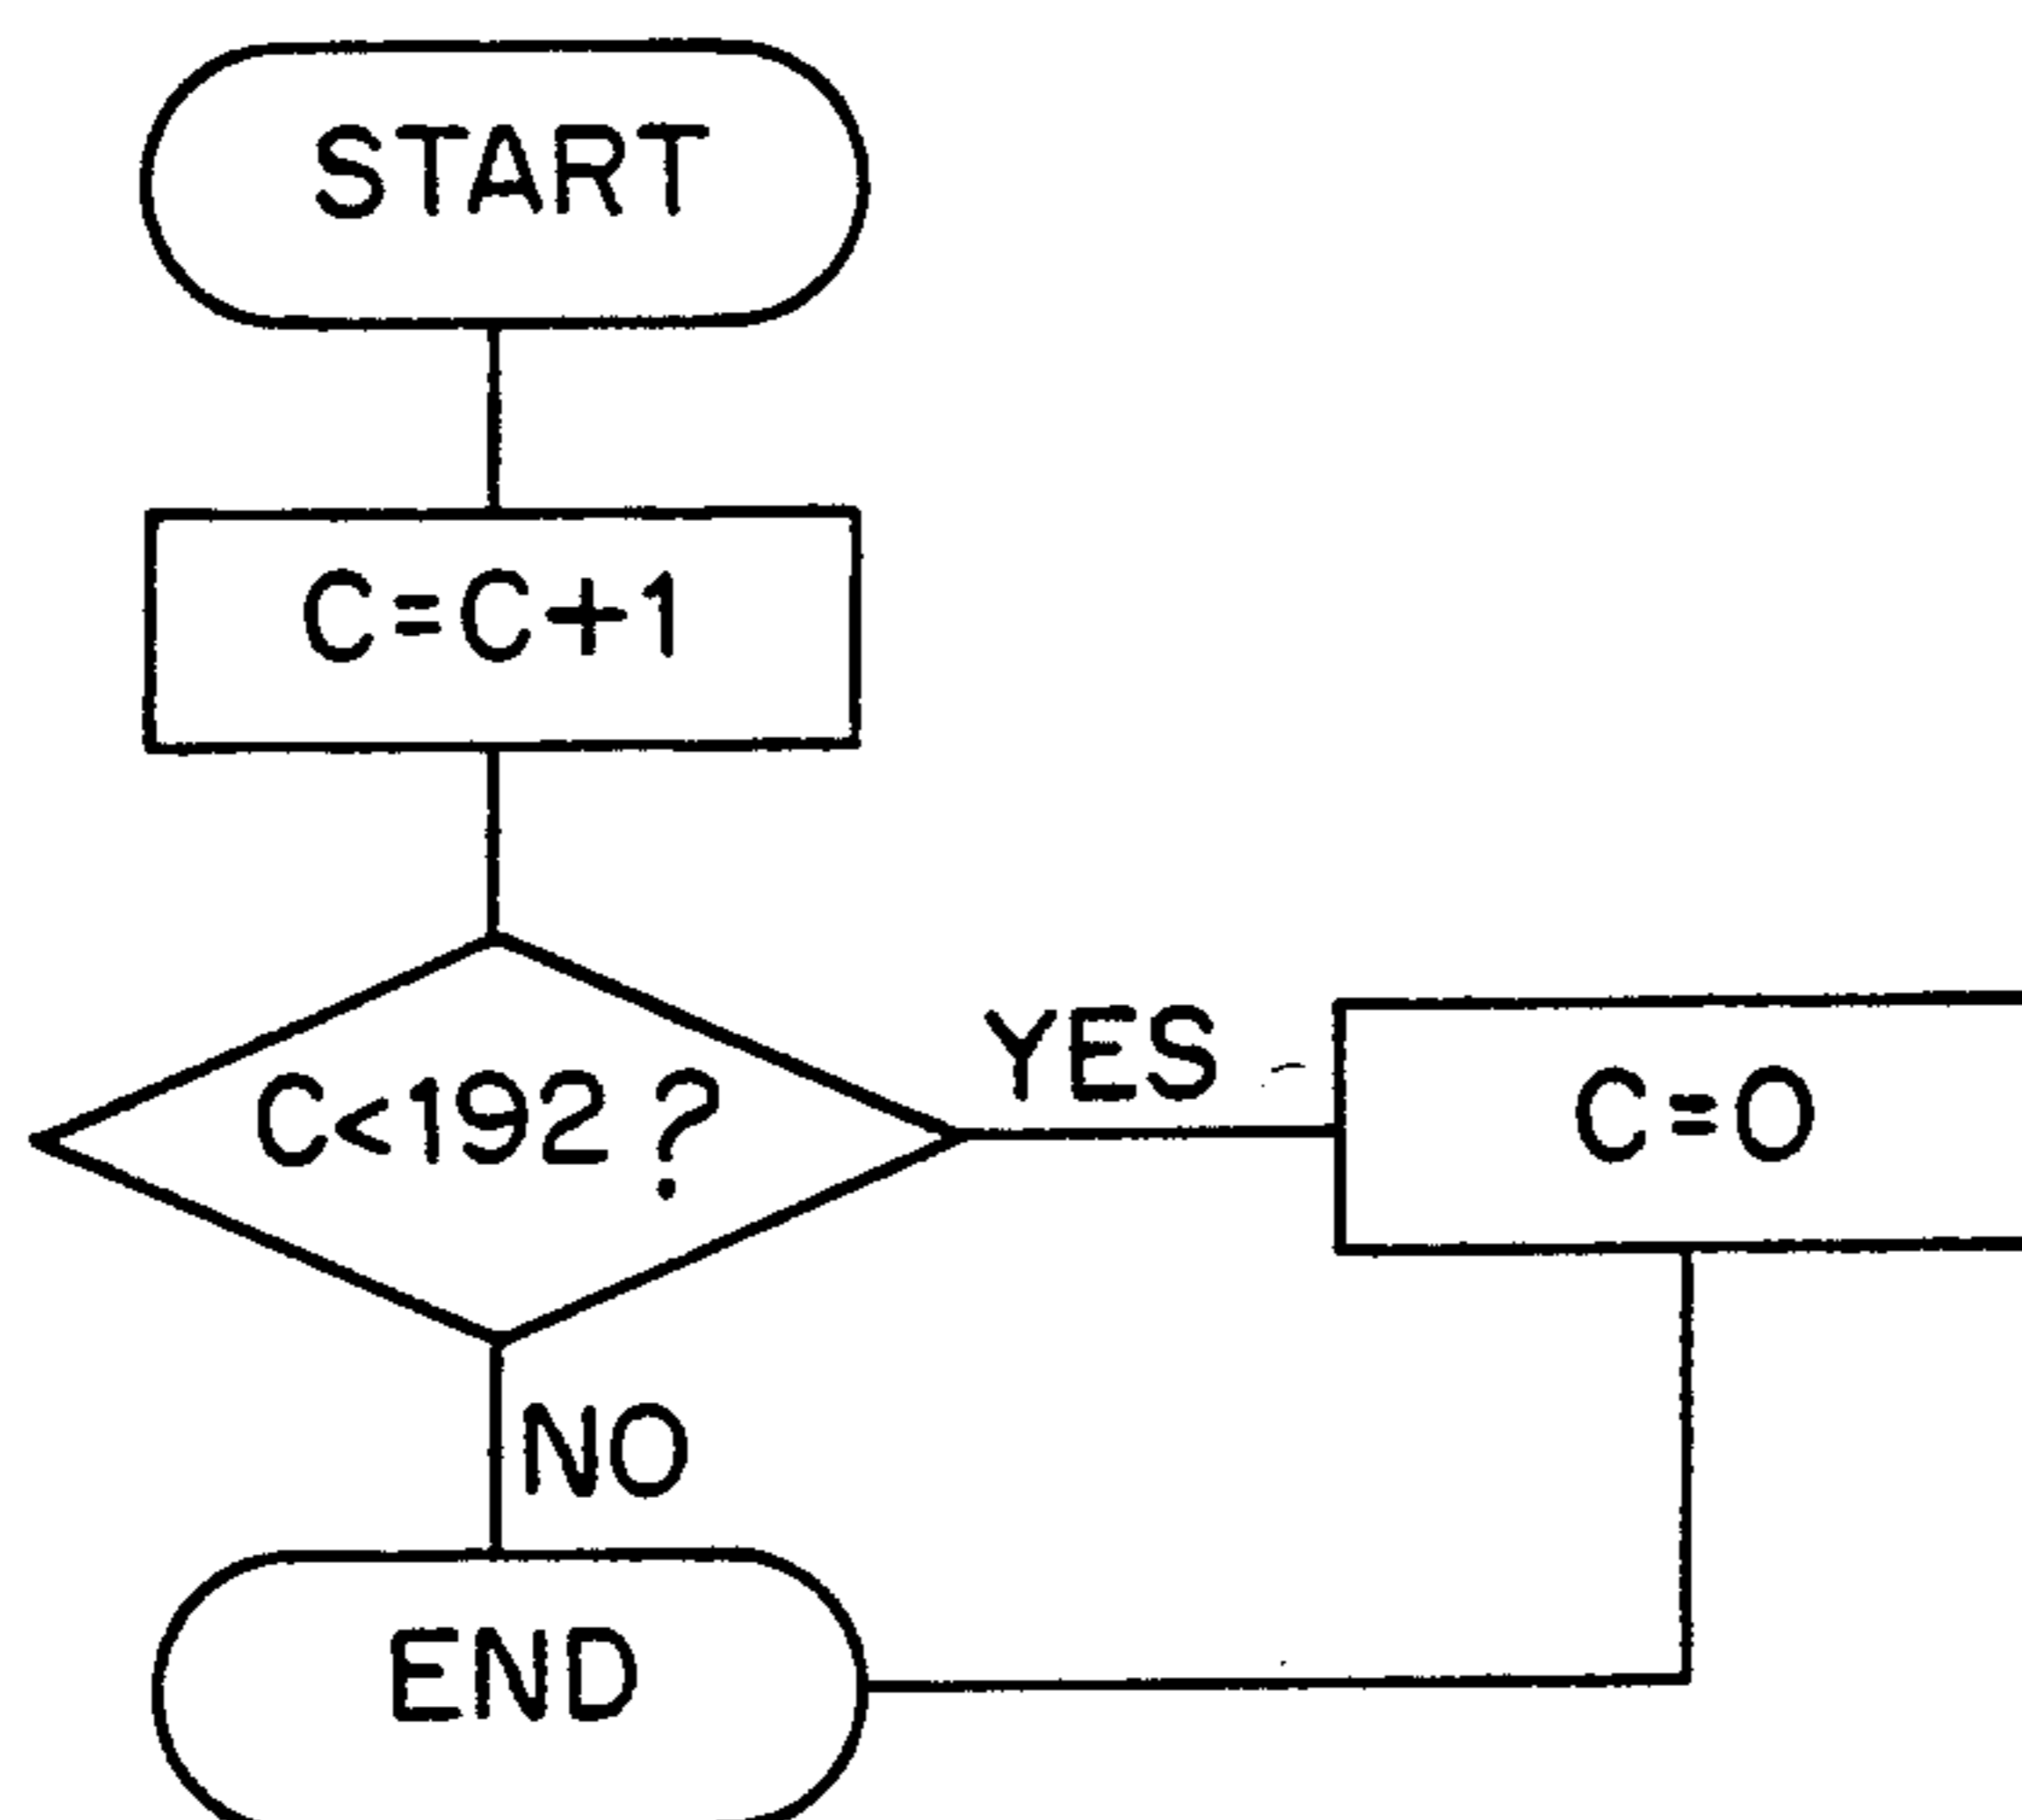 START
C=C+1
C<192?
YES
C=0
NO
END